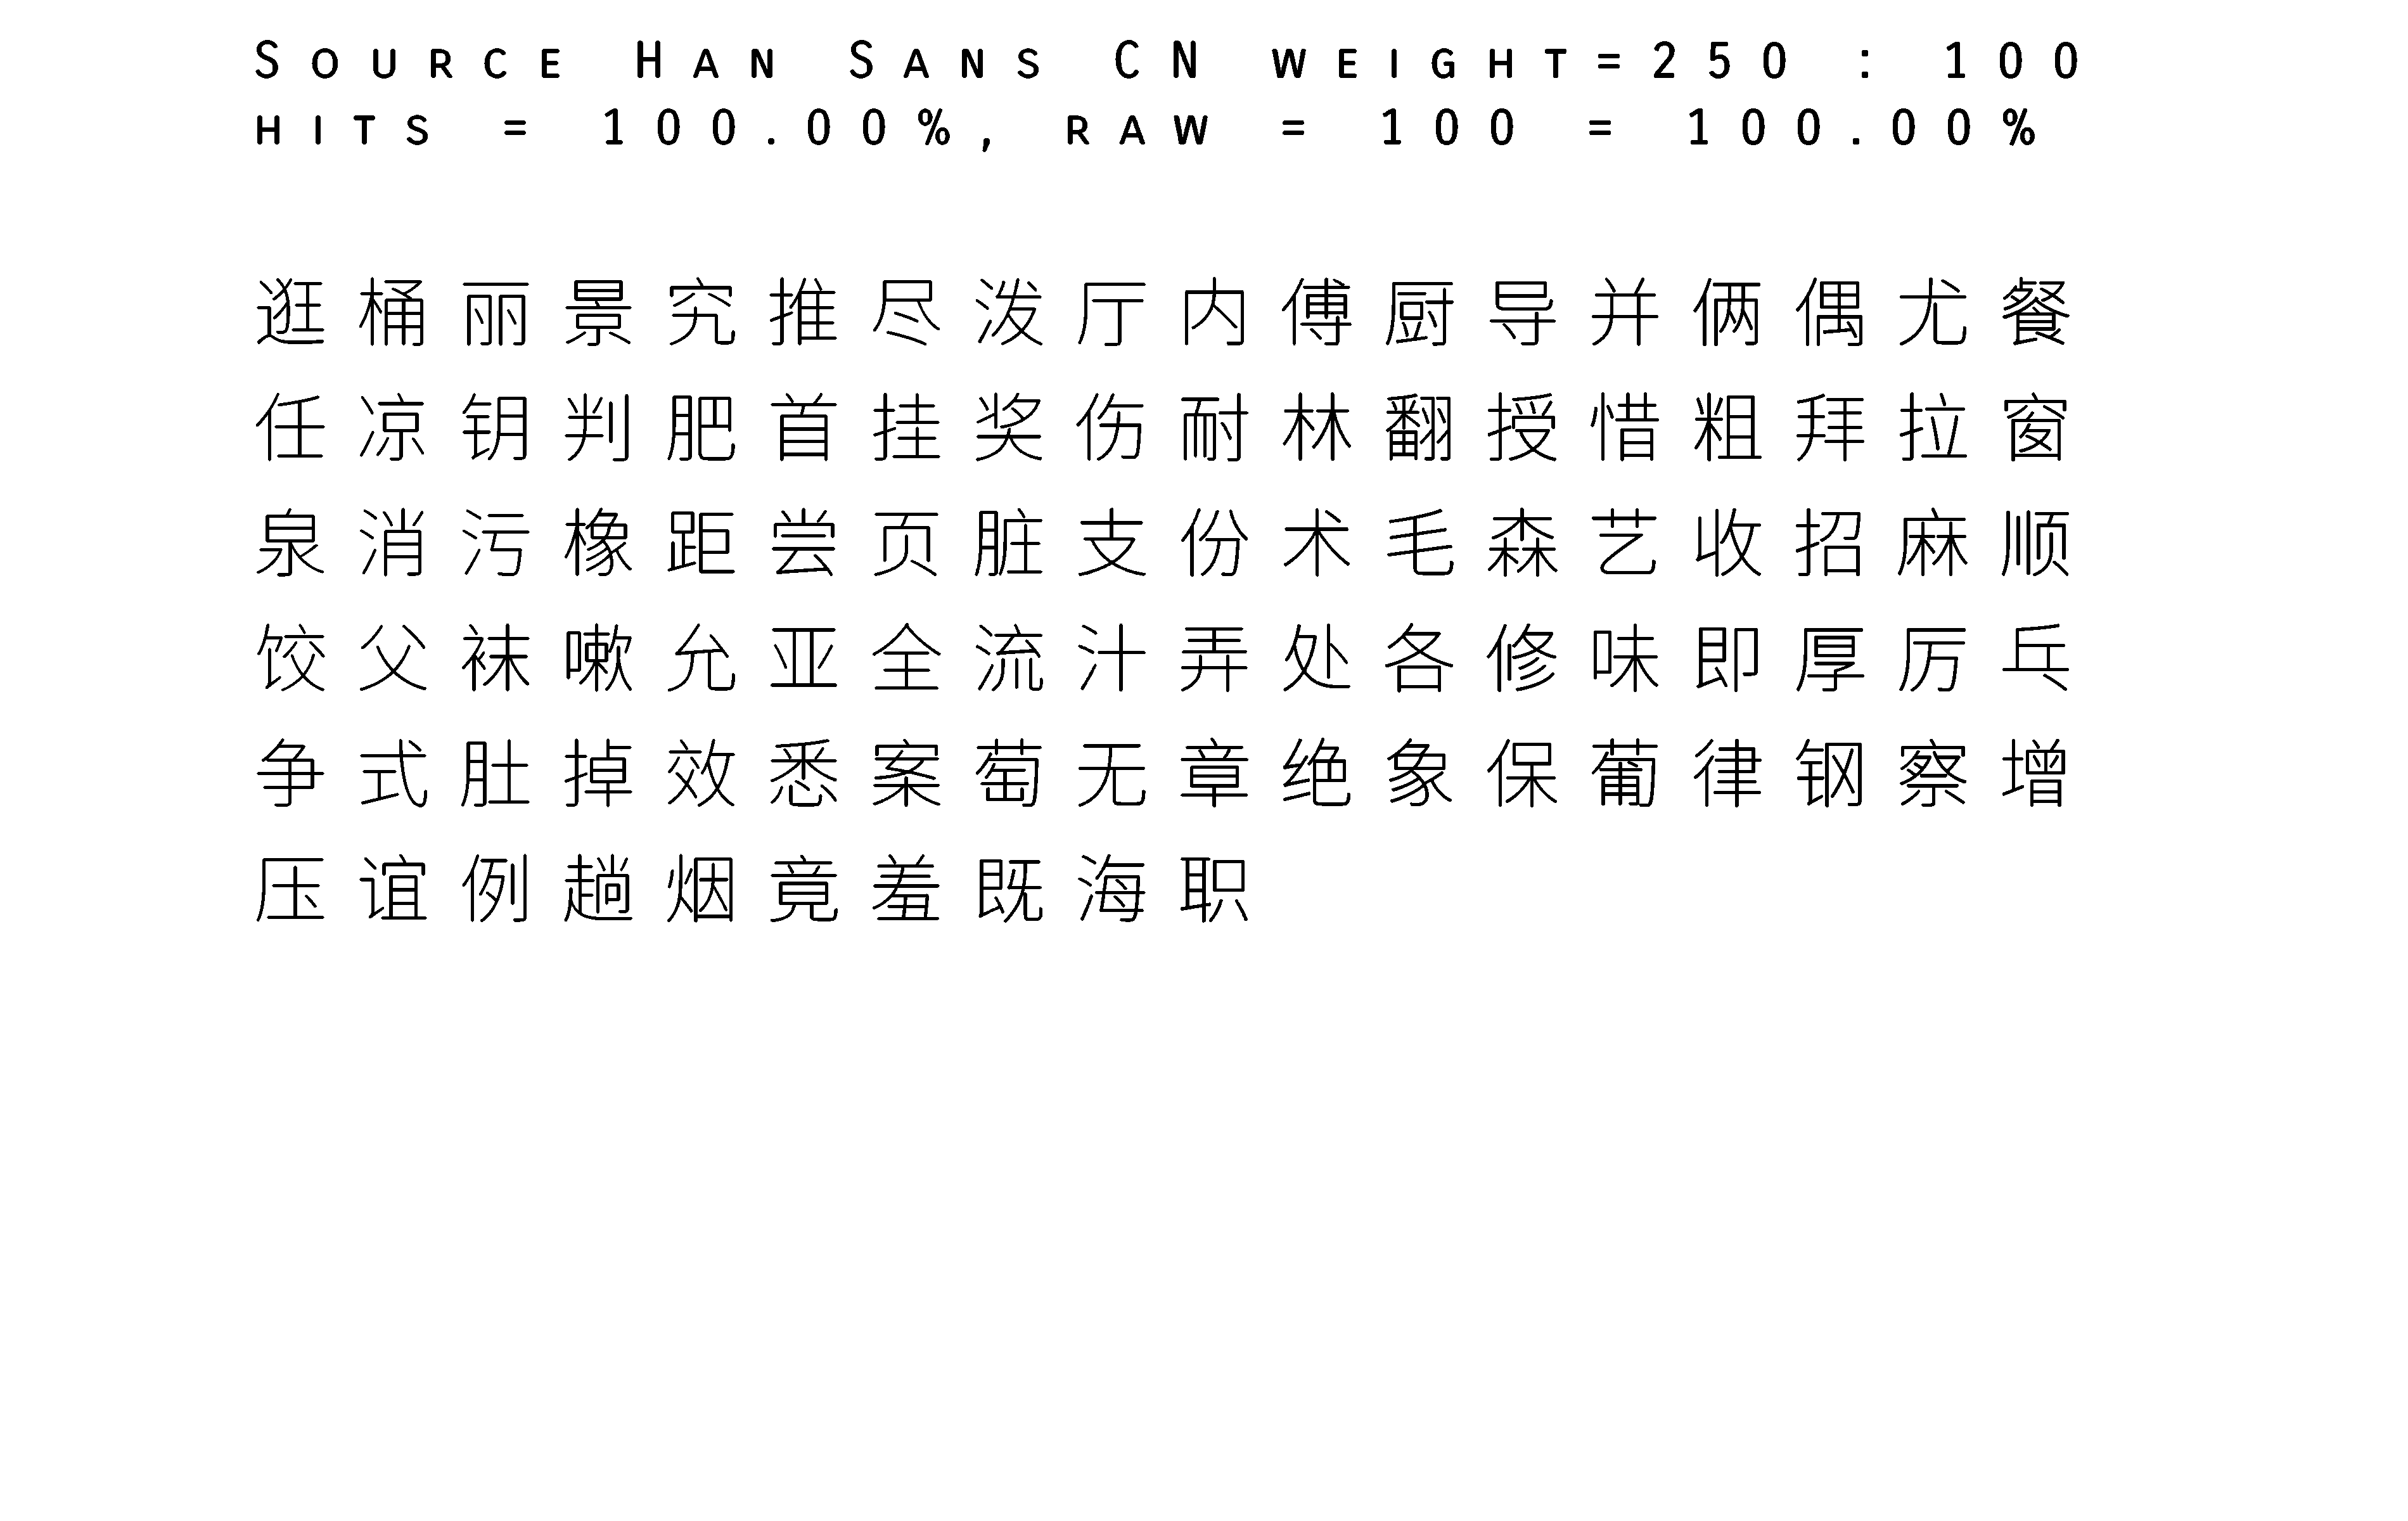 Source Han Sans CN weight=250 : 100
hits = 100.00%, raw = 100 = 100.00%
逛桶丽景究推尽泼厅内傅厨导并俩偶尤餐
任凉钥判肥首挂奖伤耐林翻授惜粗拜拉窗
泉消污橡距尝页脏支份术毛森艺收招麻顺
饺父袜嗽允亚全流汁弄处各修味即厚厉乓
争式肚掉效悉案萄无章绝象保葡律钢察增
压谊例趟烟竟羞既海职